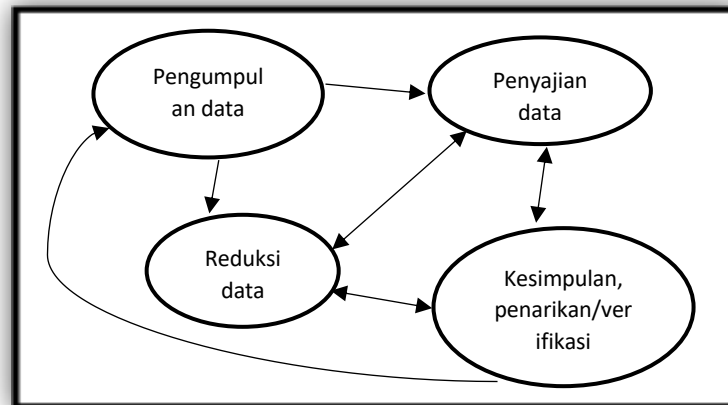 Pengumpul
an data
Penyajian
data
Reduksi
data
Kesimpulan,
penarikan/ver
ifikasi